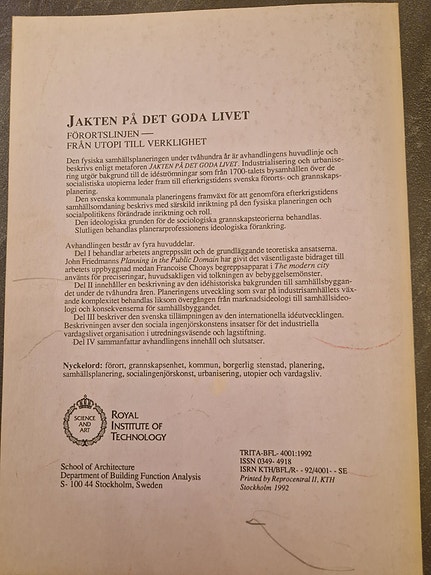 JAKTEN PÅ DET GODA LIVET
FÖRORTSLINJEN —
FRÅN UTOPI TILL VERKLIGHET
Den fysiska samhällsplaneringen under tvåhundra år är avhandlingens huvudlinje och
beskrivs enligt metaforen JAKTEN PÅ DET GODA LIVET. Industrialisering och urbanise-
ring utgör bakgrund till de idéströmningar som från 1700-talets bysamhällen över de
socialistiska utopierna leder fram till efterkrigstidens svenska förorts- och grannskaps-
planering.
Den svenska kommunala planeringens framväxt för att genomföra efterkrigstidens
samhällsomdaning beskrivs med särskild inriktning på den fysiska planeringen och
socialpolitikens förändrade inriktning och roll.
Den ideologiska grunden för de sociologiska grannskapsteorierna behandlas.
Slutligen behandlas planerarprofessionens ideologiska förankring.
Avhandlingen består av fyra huvuddelar.
Del I behandlar arbetets angreppssätt och de grundläggande teoretiska ansatserna.
John Friedmanns Planning in the Public Domain har givit det väsentligaste bidraget till
arbetets uppbyggnad medan Francoise Choays begreppsapparat i The modern city
använts för preciseringar, huvudsakligen vid tolkningen av bebyggelsemönster.
Del II innehåller en beskrivning av den idéhistoriska bakgrunden till samhällsbyggan-
det under de tvåhundra åren. Planeringens utveckling som svar på industrisamhällets väx-
ande komplexitet behandlas liksom övergången från marknadsideologi till samhällsideo-
logi och konsekvenserna för samhällsbyggandet.
Del III beskriver den svenska tillämpningen av den internationella idéutvecklingen.
Beskrivningen avser den sociala ingenjörskonstens insatser för det industriella
vardagslivet organisation i utredningsväsende och lagstiftning.
Del IV sammanfattar avhandlingens innehåll och slutsatser.
Nyckelord: förort, grannskapsenhet, kommun, borgerlig stenstad, planering,
samhällsplanering, socialingenjörskonst, urbanisering, utopier och vardagsliv.
SCIENCE
AND
ART
ROYAL
INSTITUTE OF
TECHNOLOGY
School of Architecture
Department of Building Function Analysis
S- 100 44 Stockholm, Sweden
TRITA-BFL- 4001:1992
ISSN 0349- 4918
ISRN KTH/BFL/R- - 92/4001- - SE
Printed by Reprocentral II, KTH
Stockholm 1992